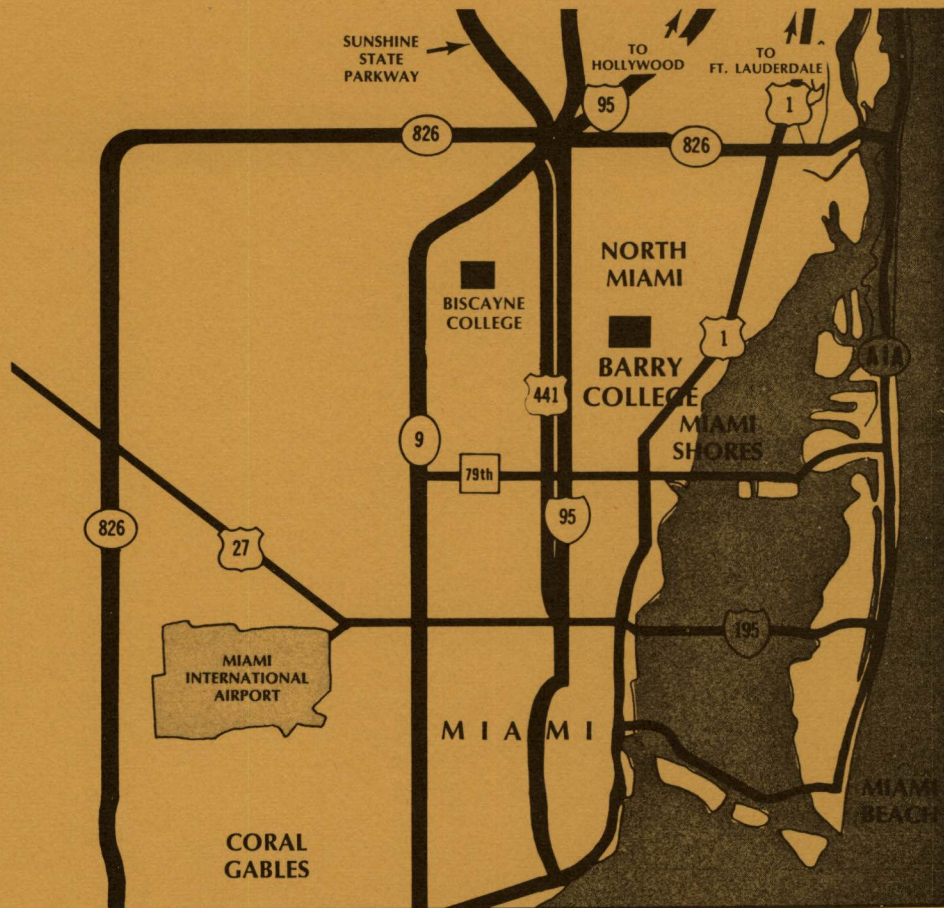 SUNSHINE
STATE
PARKWAY
TO
HOLLYWOOD
TO
FT. LAUDERDALE
95
1
826
826
NORTH
MIAMI
BISCAYNE
COLLEGE
1
BARRY
COLLEGE
A1A
441
MIAMI
SHORES
9
79th
95
826
27
195
MIAMI
INTERNATIONAL
AIRPORT
MIAMI
MIAMI
BEACH
CORAL
GABLES